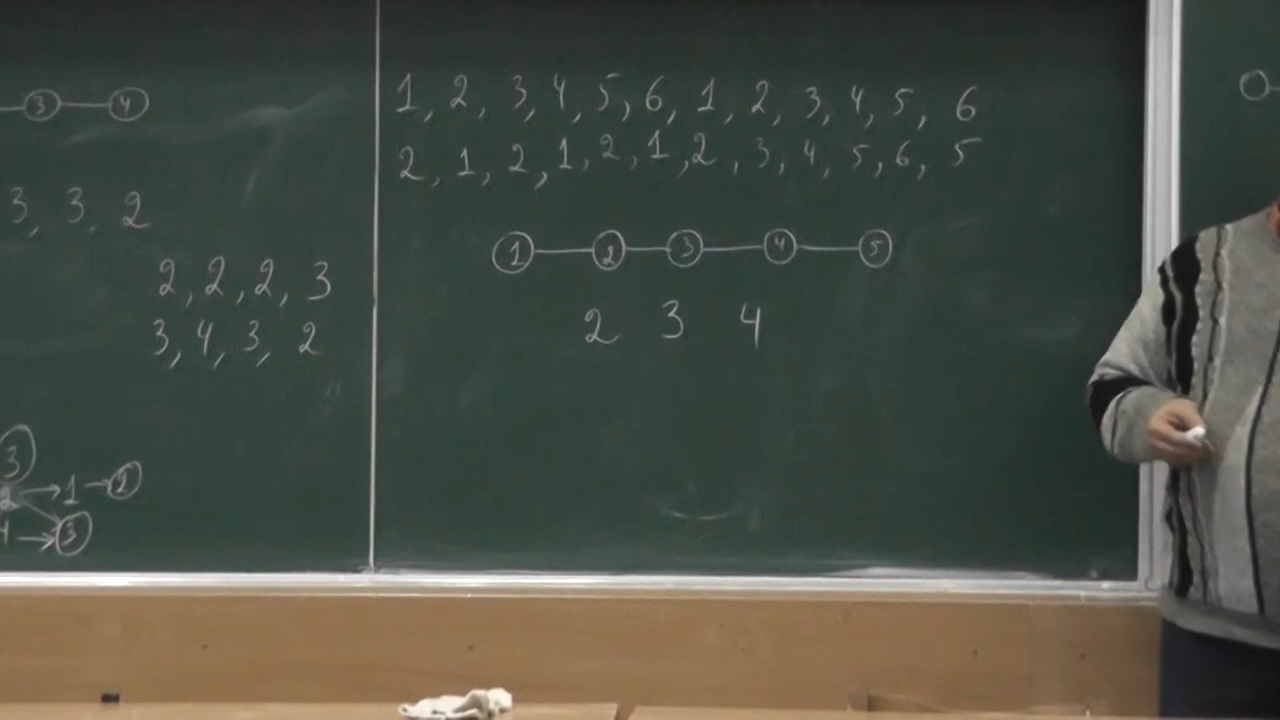 3 4
3, 3, 2
2, 2, 2, 3
3, 4, 3, 2
3
2 → 1 → 2
4 → 3
1, 2, 3, 4, 5, 6, 1, 2, 3, 4, 5, 6
2, 1, 2, 1, 2, 1, 2, 3, 4, 5, 6, 5
1 2 3 4 5
2 3 4